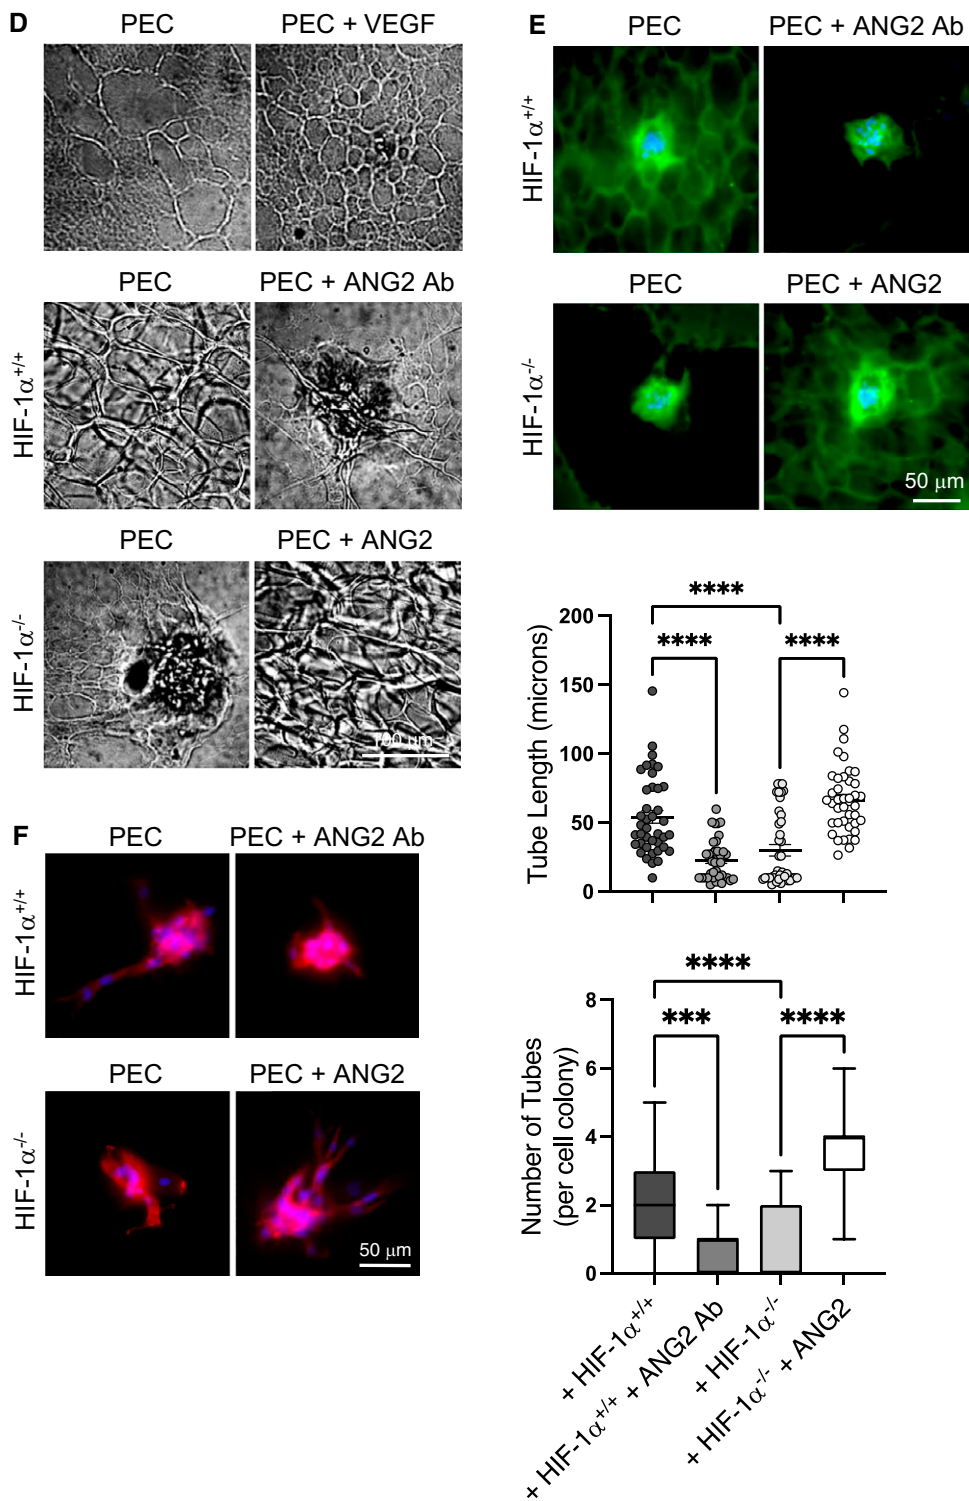 D
PEC
PEC + VEGF
PEC
PEC + ANG2 Ab
HIF-1α+/+
PEC
PEC + ANG2
HIF-1α-/-
100 μm
E
PEC
PEC + ANG2 Ab
HIF-1α+/+
PEC
PEC + ANG2
HIF-1α-/-
50 μm
F
PEC
PEC + ANG2 Ab
HIF-1α+/+
PEC
PEC + ANG2
HIF-1α-/-
50 μm
Tube Length (microns)
200
150
100
50
0
****
****
****
Number of Tubes
(per cell colony)
8
6
4
2
0
****
***
****
+ HIF-1α+/+
+ HIF-1α+/+ + ANG2 Ab
+ HIF-1α-/-
+ HIF-1α-/- + ANG2